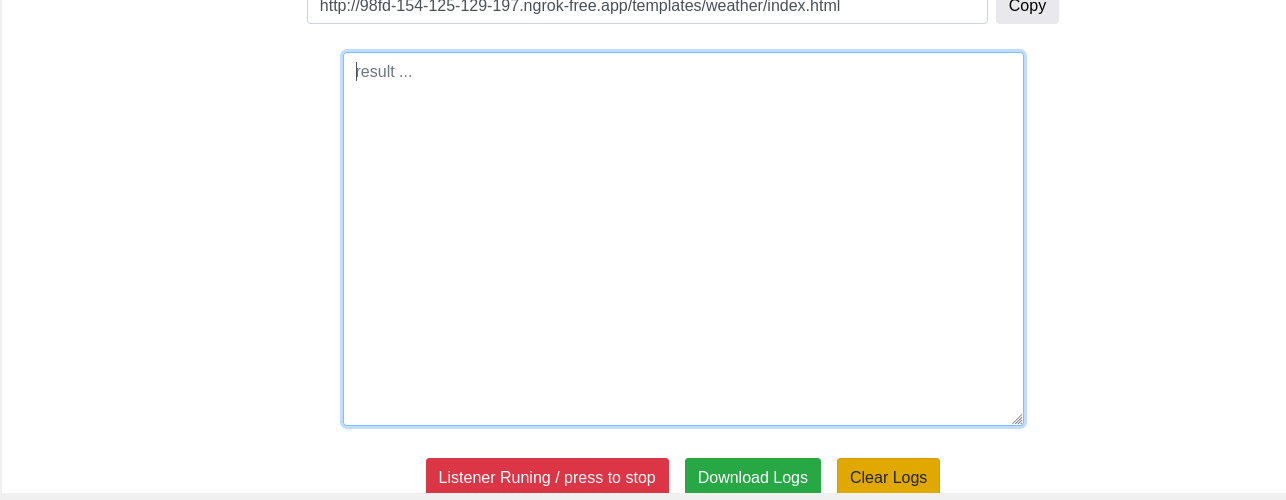 http://98fd-154-125-129-197.ngrok-free.app/templates/weather/index.html
Copy
result ...
Listener Runing / press to stop
Download Logs
Clear Logs